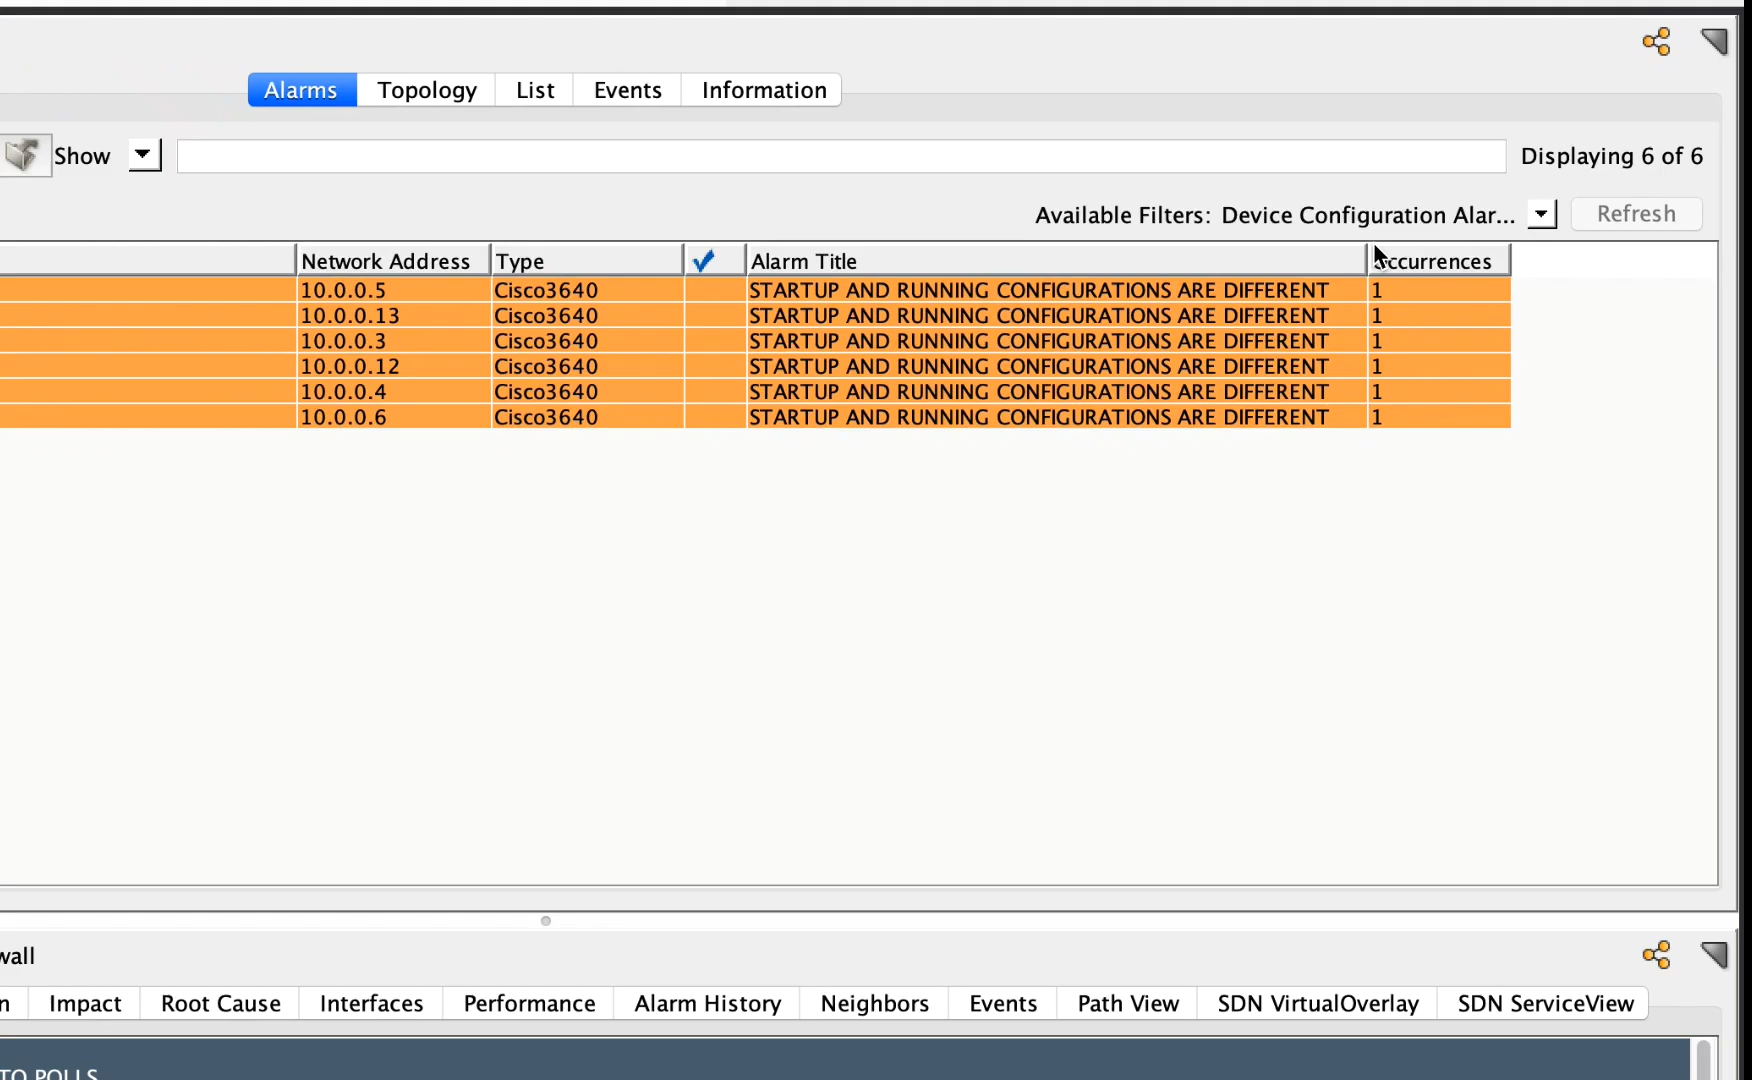 Alarms Topology List Events Information
Show Displaying 6 of 6
Available Filters: Device Configuration Alar... Refresh
Network Address Type Alarm Title ccurrences
10.0.0.5 Cisco3640 STARTUP AND RUNNING CONFIGURATIONS ARE DIFFERENT 1
10.0.0.13 Cisco3640 STARTUP AND RUNNING CONFIGURATIONS ARE DIFFERENT 1
10.0.0.3 Cisco3640 STARTUP AND RUNNING CONFIGURATIONS ARE DIFFERENT 1
10.0.0.12 Cisco3640 STARTUP AND RUNNING CONFIGURATIONS ARE DIFFERENT 1
10.0.0.4 Cisco3640 STARTUP AND RUNNING CONFIGURATIONS ARE DIFFERENT 1
10.0.0.6 Cisco3640 STARTUP AND RUNNING CONFIGURATIONS ARE DIFFERENT 1
wall
n Impact Root Cause Interfaces Performance Alarm History Neighbors Events Path View SDN VirtualOverlay SDN ServiceView
TO POLLS